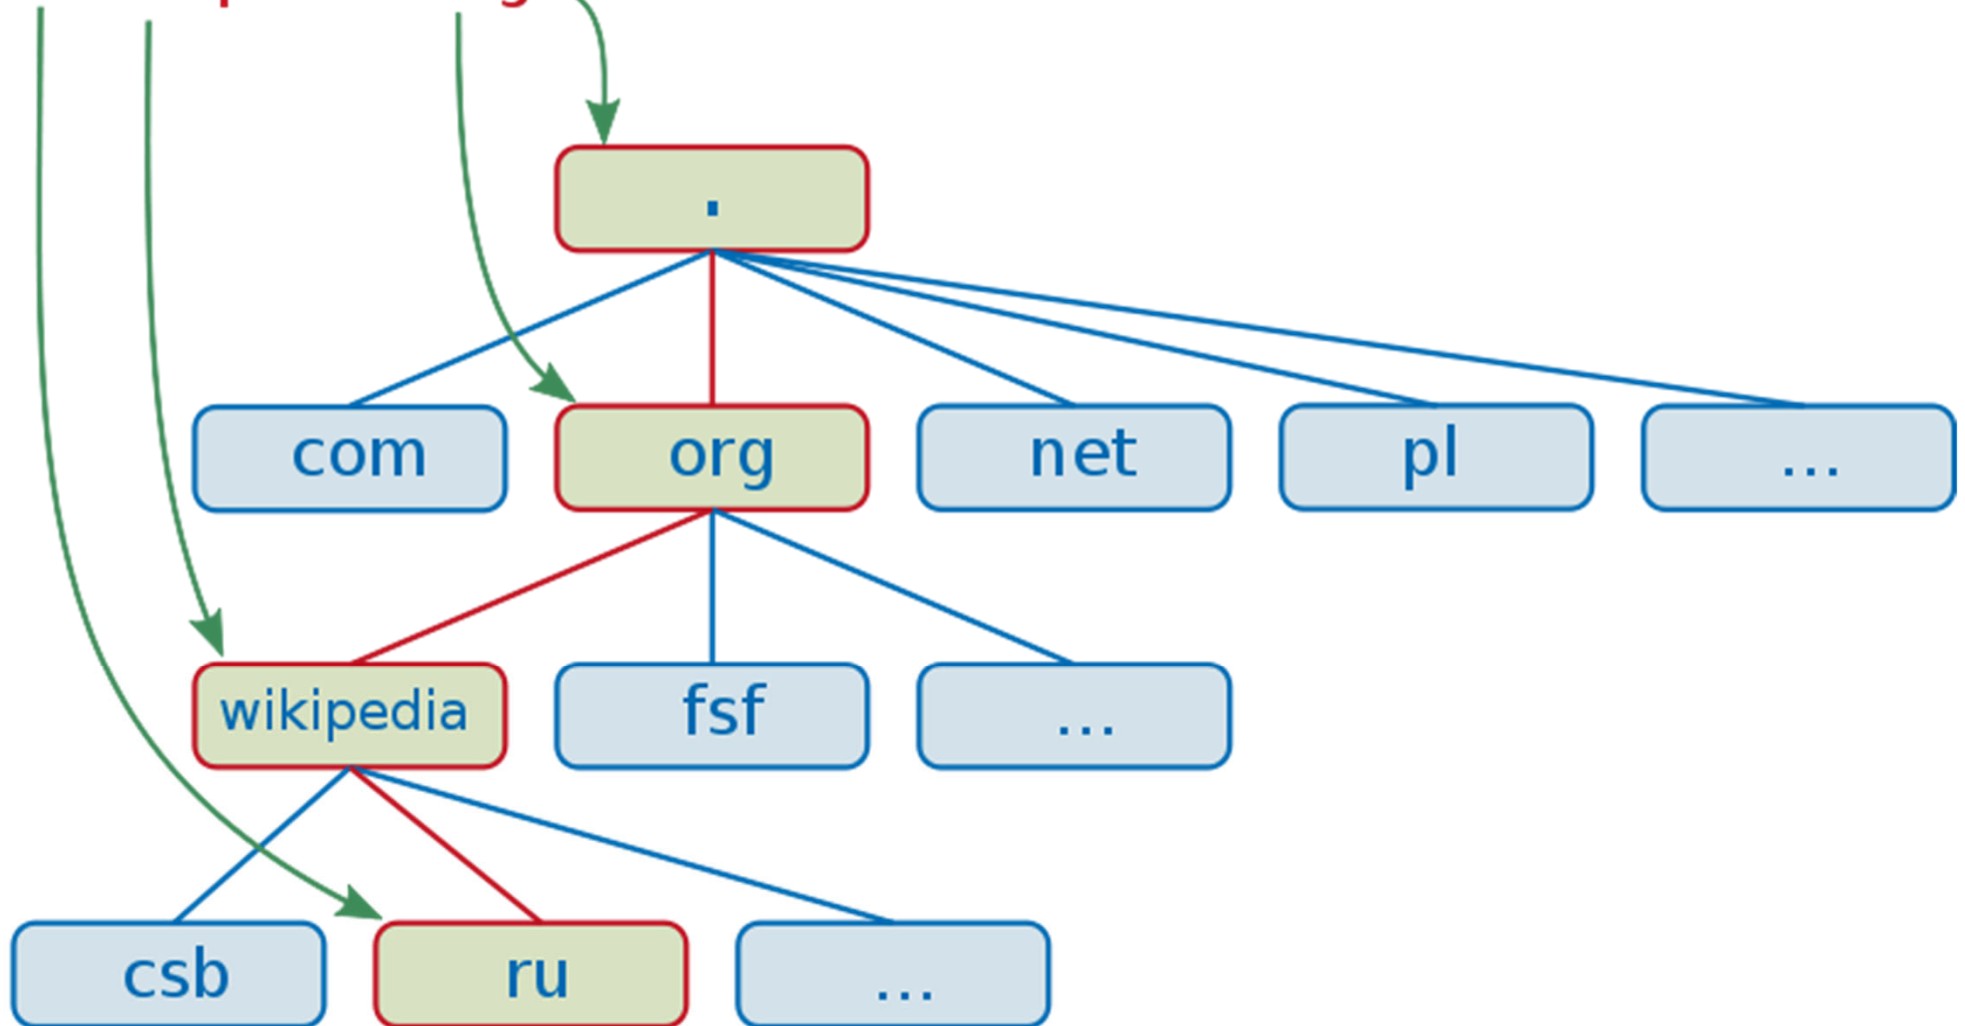 .
com org net pl ...
wikipedia fsf ...
csb ru ...